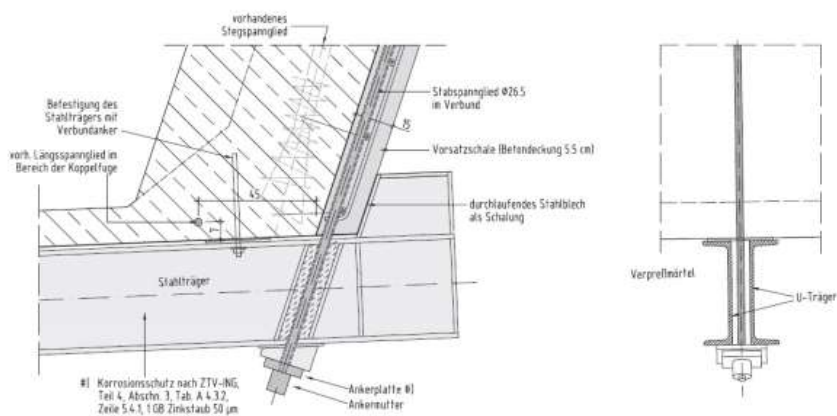 vorhandenes
Stegspannglied
Befestigung des
Stahlträgers mit
Verbundanker
vorh. Längsspannglied im
Bereich der Koppelfuge
45
7
Stabspannglied Φ26.5
im Verbund
Vorsatzschale (Betondeckung 5.5 cm)
durchlaufendes Stahlblech
als Schalung
Stahlträger
#) Korrosionsschutz nach ZTV-ING,
Teil 4, Abschn. 3, Tab. A 4.3.2,
Zeile 5.4.1, 1 GB Zinkstaub 50 µm
Ankerplatte #)
Ankermutter
Verpreßmörtel
U-Träger